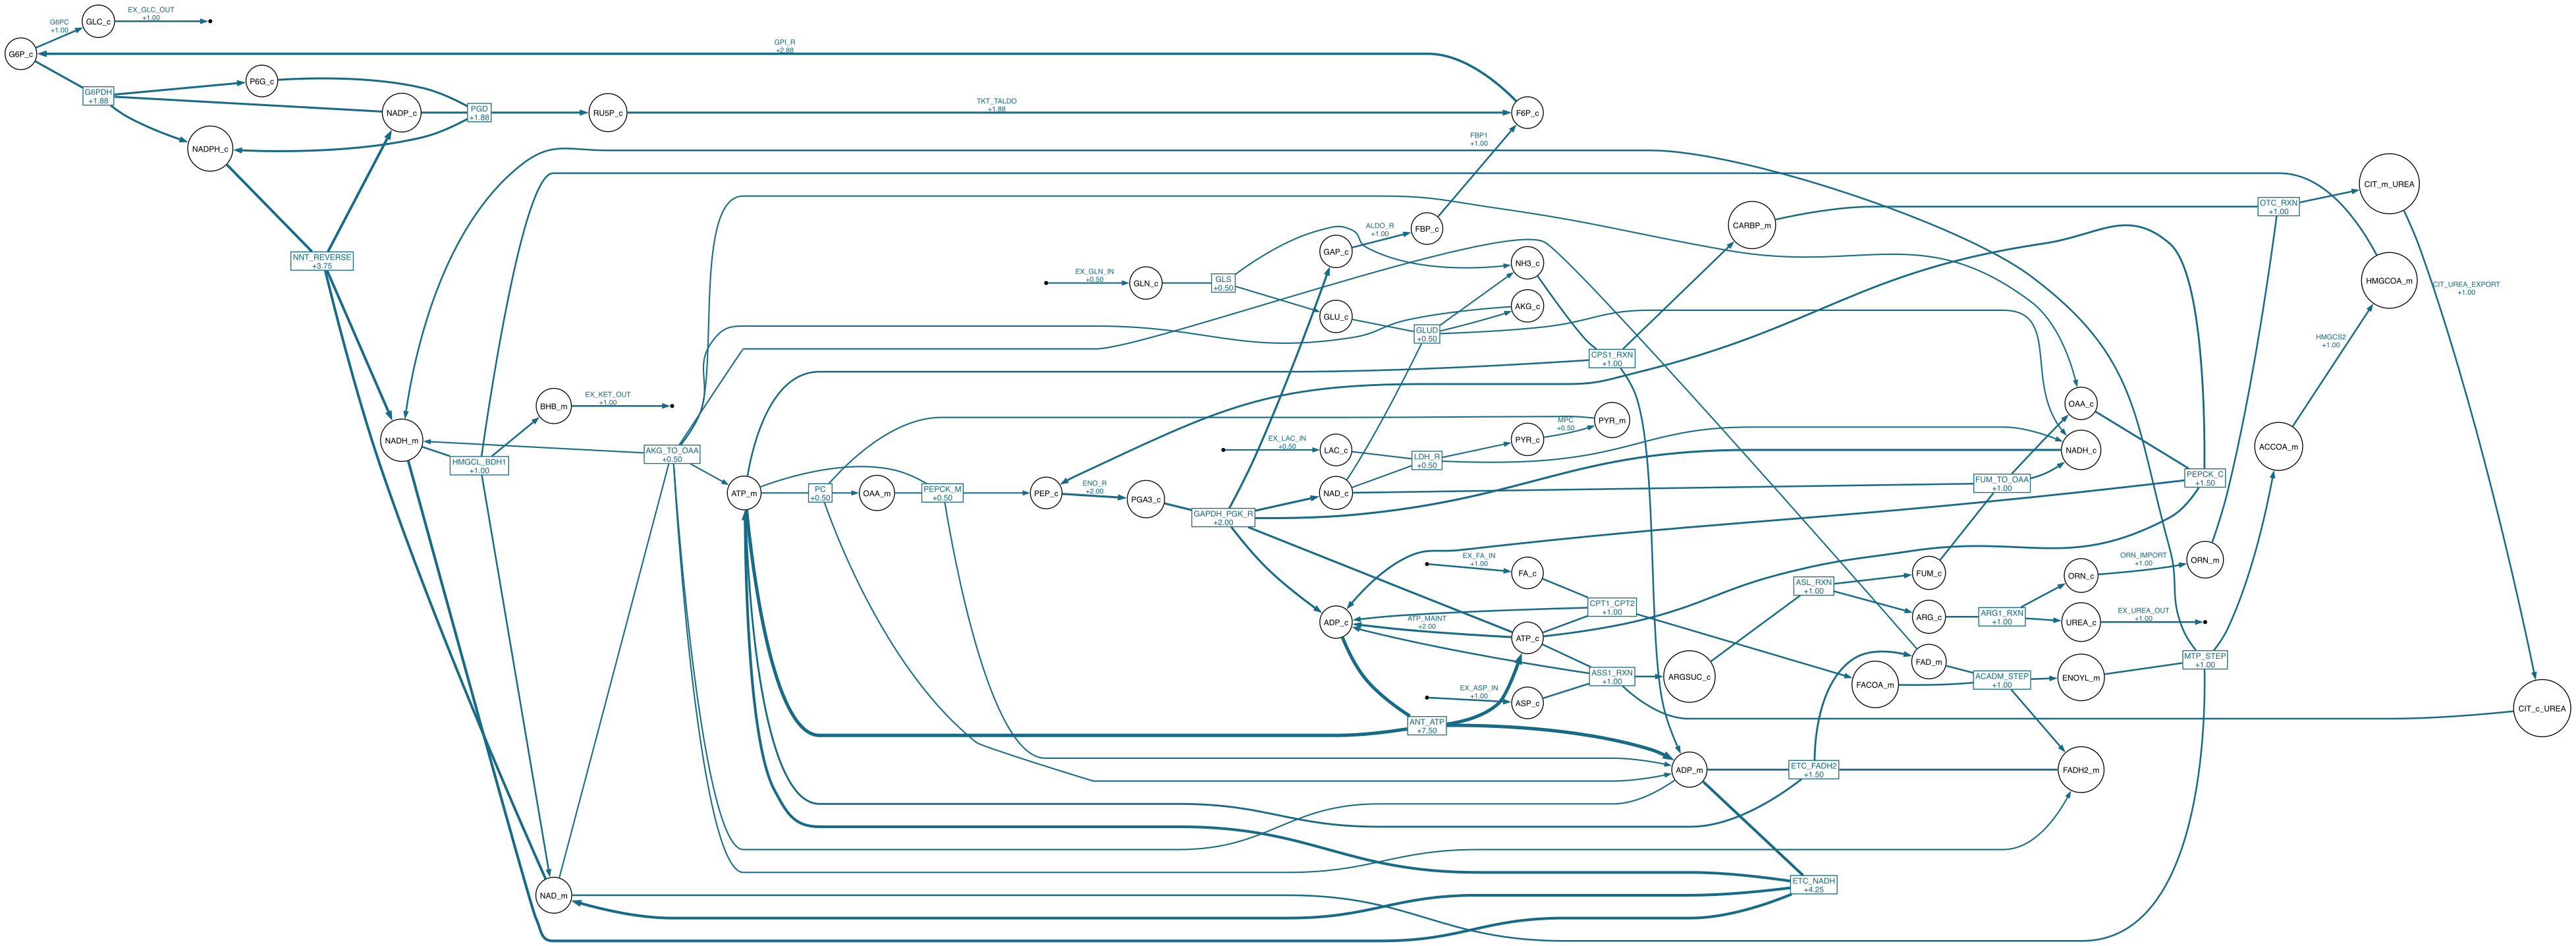 EX_GLC_OUT
+1.00
G6PC
+1.00
GLC_c
G6P_c
GPI_R
+2.88
G6PDH
+1.88
P6G_c
NADP_c
PGD
+1.88
RU5P_c
TKT_TALDO
+1.88
F6P_c
NADPH_c
FBP1
+1.00
CIT_m_UREA
OTC_RXN
+1.00
CARBP_m
FBP_c
ALDO_R
+1.00
GAP_c
NNT_REVERSE
+3.75
EX_GLN_IN
+0.50
GLN_c
GLS
+0.50
NH3_c
HMGCOA_m
CIT_UREA_EXPORT
+1.00
GLU_c
AKG_c
GLUD
+0.50
HMGCS2
+1.00
CPS1_RXN
+1.00
BHB_m
EX_KET_OUT
+1.00
OAA_c
PYR_m
MPC
+0.50
PYR_c
NADH_m
EX_LAC_IN
+0.50
LAC_c
LDH_R
+0.50
NADH_c
ACCOA_m
HMGCL_BDH1
+1.00
AKG_TO_OAA
+0.50
ATP_m
PC
+0.50
OAA_m
PEPCK_M
+0.50
PEP_c
ENO_R
+2.00
PGA3_c
NAD_c
FUM_TO_OAA
+1.00
PEPCK_C
+1.50
GAPDH_PGK_R
+2.00
EX_FA_IN
+1.00
FA_c
FUM_c
ORN_IMPORT
+1.00
ORN_m
ORN_c
ASL_RXN
+1.00
CPT1_CPT2
+1.00
ADP_c
ATP_MAINT
+2.00
ATP_c
ARG_c
ARG1_RXN
+1.00
UREA_c
EX_UREA_OUT
+1.00
FAD_m
MTP_STEP
+1.00
ARGSUC_c
ASS1_RXN
+1.00
FACOA_m
ACADM_STEP
+1.00
ENOYL_m
EX_ASP_IN
+1.00
ASP_c
CIT_c_UREA
ANT_ATP
+7.50
ADP_m
ETC_FADH2
+1.50
FADH2_m
NAD_m
ETC_NADH
+4.25